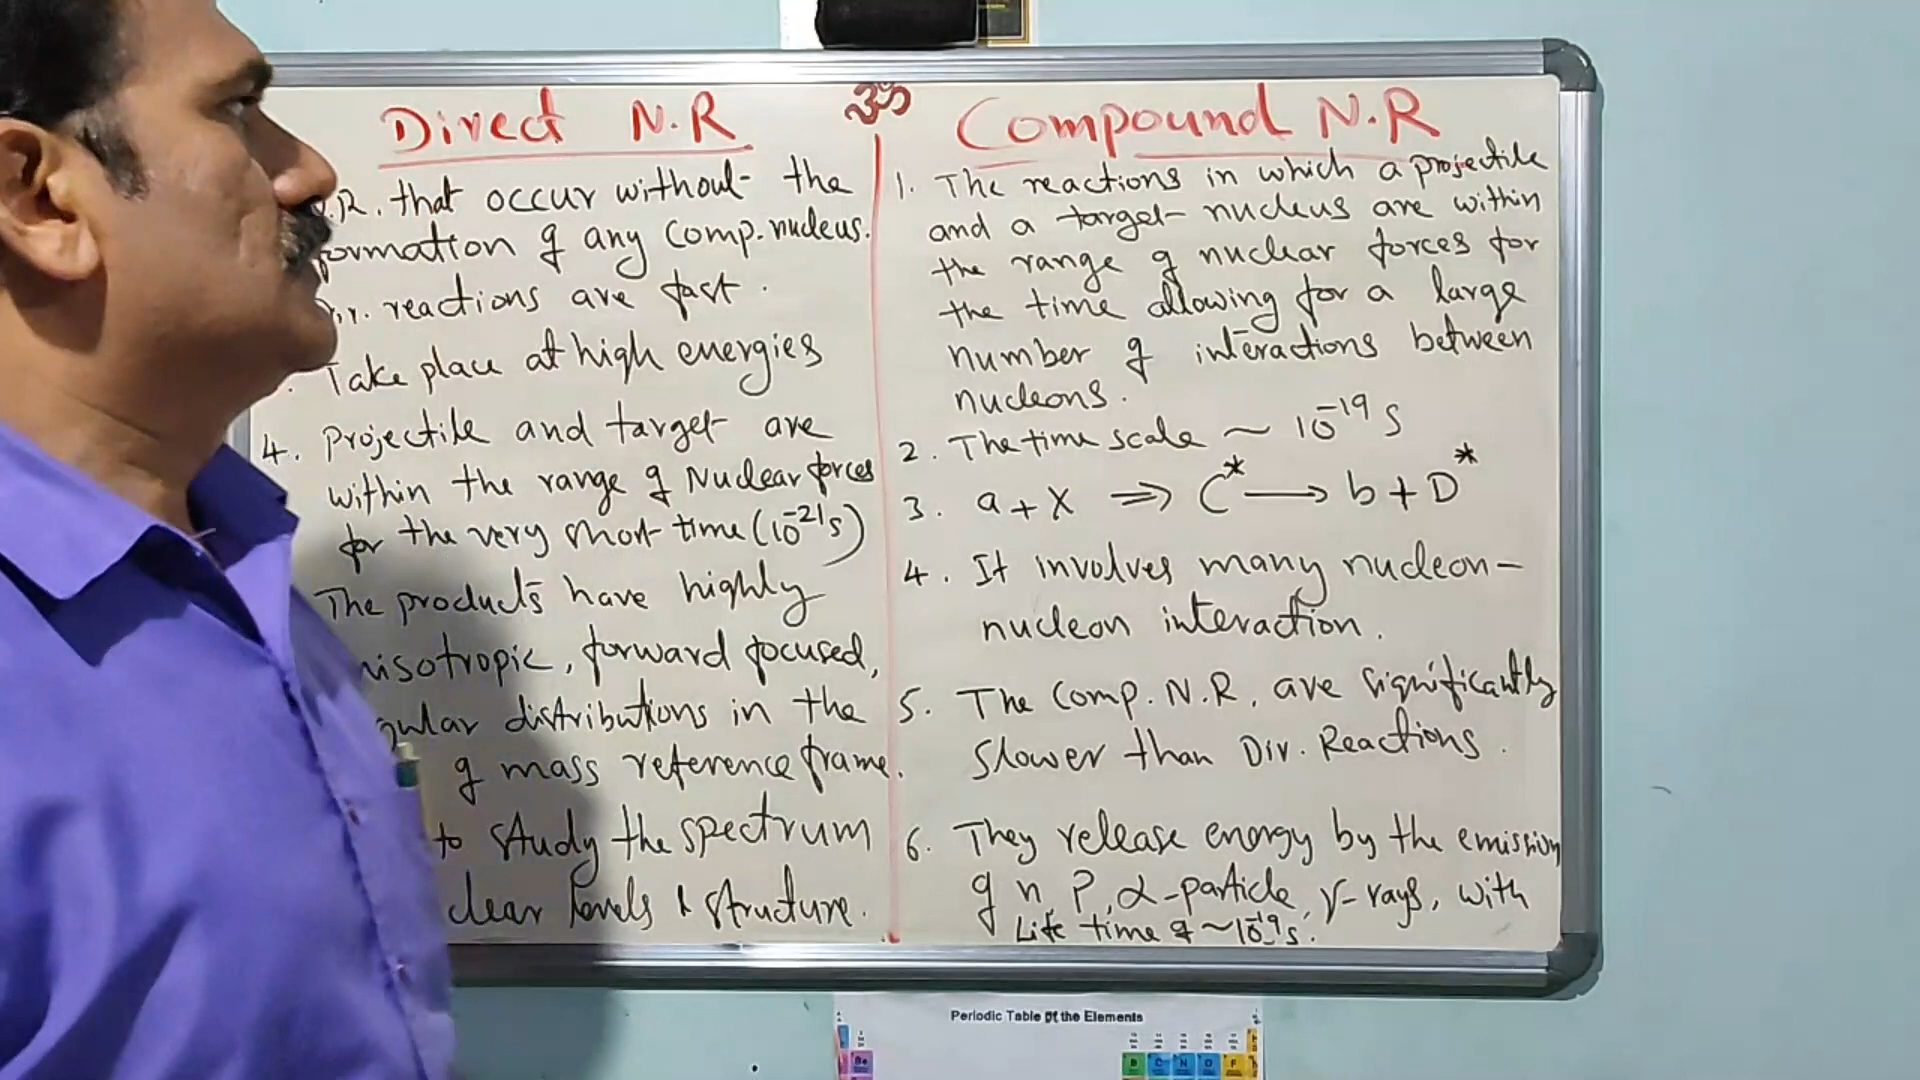 Direct N.R
.R. that occur without the
ormation of any Comp. nucleus.
ir. reactions are fast.
Take place at high energies
4. Projectile and target are
within the range of Nuclear forces
for the very short time (10⁻²¹s)
The products have highly
nisotropic, forward focused,
gular distributions in the
of mass reference frame.
to study the spectrum
clear levels & structure.
ॐ
Compound N.R
1. The reactions in which a projectile
and a target nucleus are within
the range of nuclear forces for
the time allowing for a large
number of interactions between
nucleons.
2. The time scale ~ 10⁻¹⁹ s
3. a + X ⇒ C* → b + D*
4. It involves many nucleon-
nucleon interaction.
5. The Comp. N.R. are significantly
slower than Dir. Reactions.
6. They release energy by the emission
of n, P, α-particle, γ-rays, with
Life time of ~10⁻¹⁹s.
Periodic Table of the Elements
Be
B C N O F